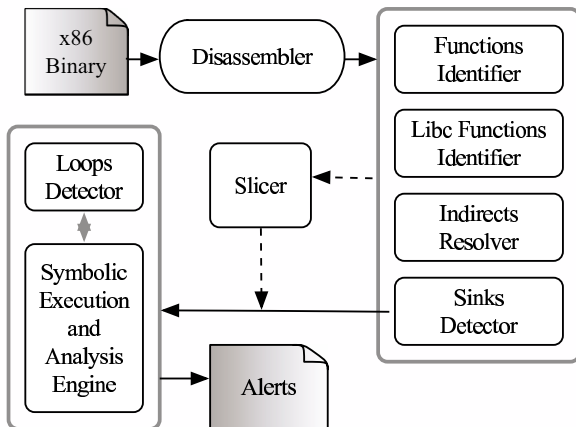 x86
Binary
Disassembler
Functions
Identifier
Libc Functions
Identifier
Indirects
Resolver
Sinks
Detector
Slicer
Loops
Detector
Symbolic
Execution
and
Analysis
Engine
Alerts